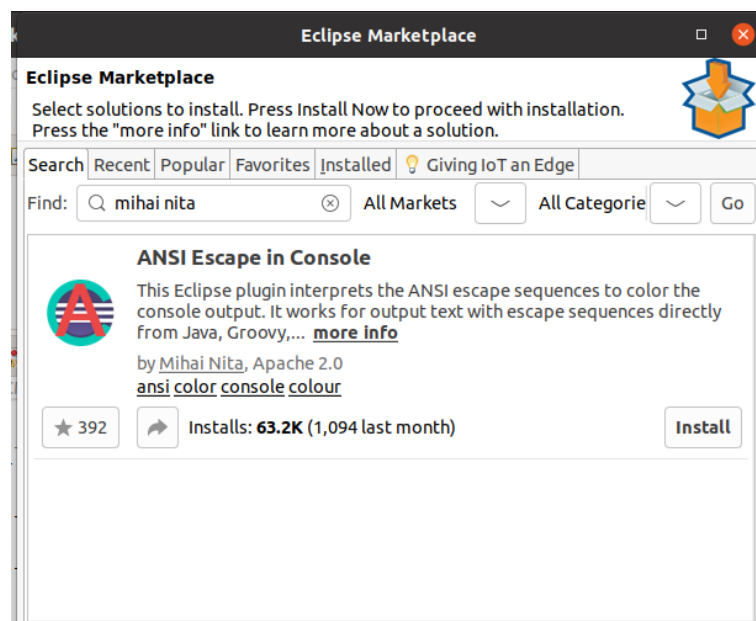 Eclipse Marketplace
Eclipse Marketplace
Select solutions to install. Press Install Now to proceed with installation.
Press the "more info" link to learn more about a solution.
Search Recent Popular Favorites Installed Giving IoT an Edge
Find: mihai nita All Markets All Categorie Go
ANSI Escape in Console
This Eclipse plugin interprets the ANSI escape sequences to color the
console output. It works for output text with escape sequences directly
from Java, Groovy,... more info
by Mihai Nita, Apache 2.0
ansi color console colour
392 Installs: 63.2K (1,094 last month) Install